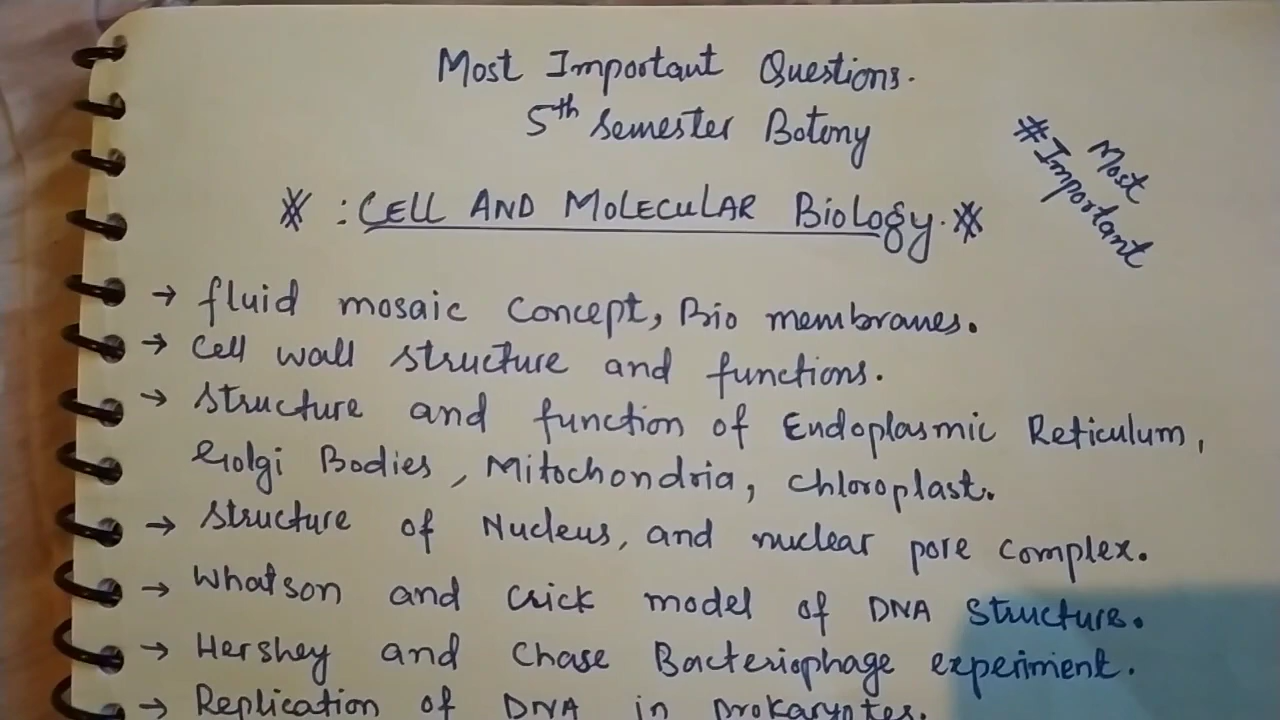 Most Important Questions.
5th Semester Botony
Most
# Important
* : CELL AND MOLECULAR Biology. *
→ fluid mosaic concept, Bio membranes.
→ Cell wall structure and functions.
→ Structure and function of Endoplasmic Reticulum,
Golgi Bodies, Mitochondria, Chloroplast.
→ Structure of Nucleus, and nuclear pore complex.
→ Whatson and Crick model of DNA Structure.
→ Hershey and Chase Bacteriophage experiment.
→ Replication of DNA in Prokaryotes.